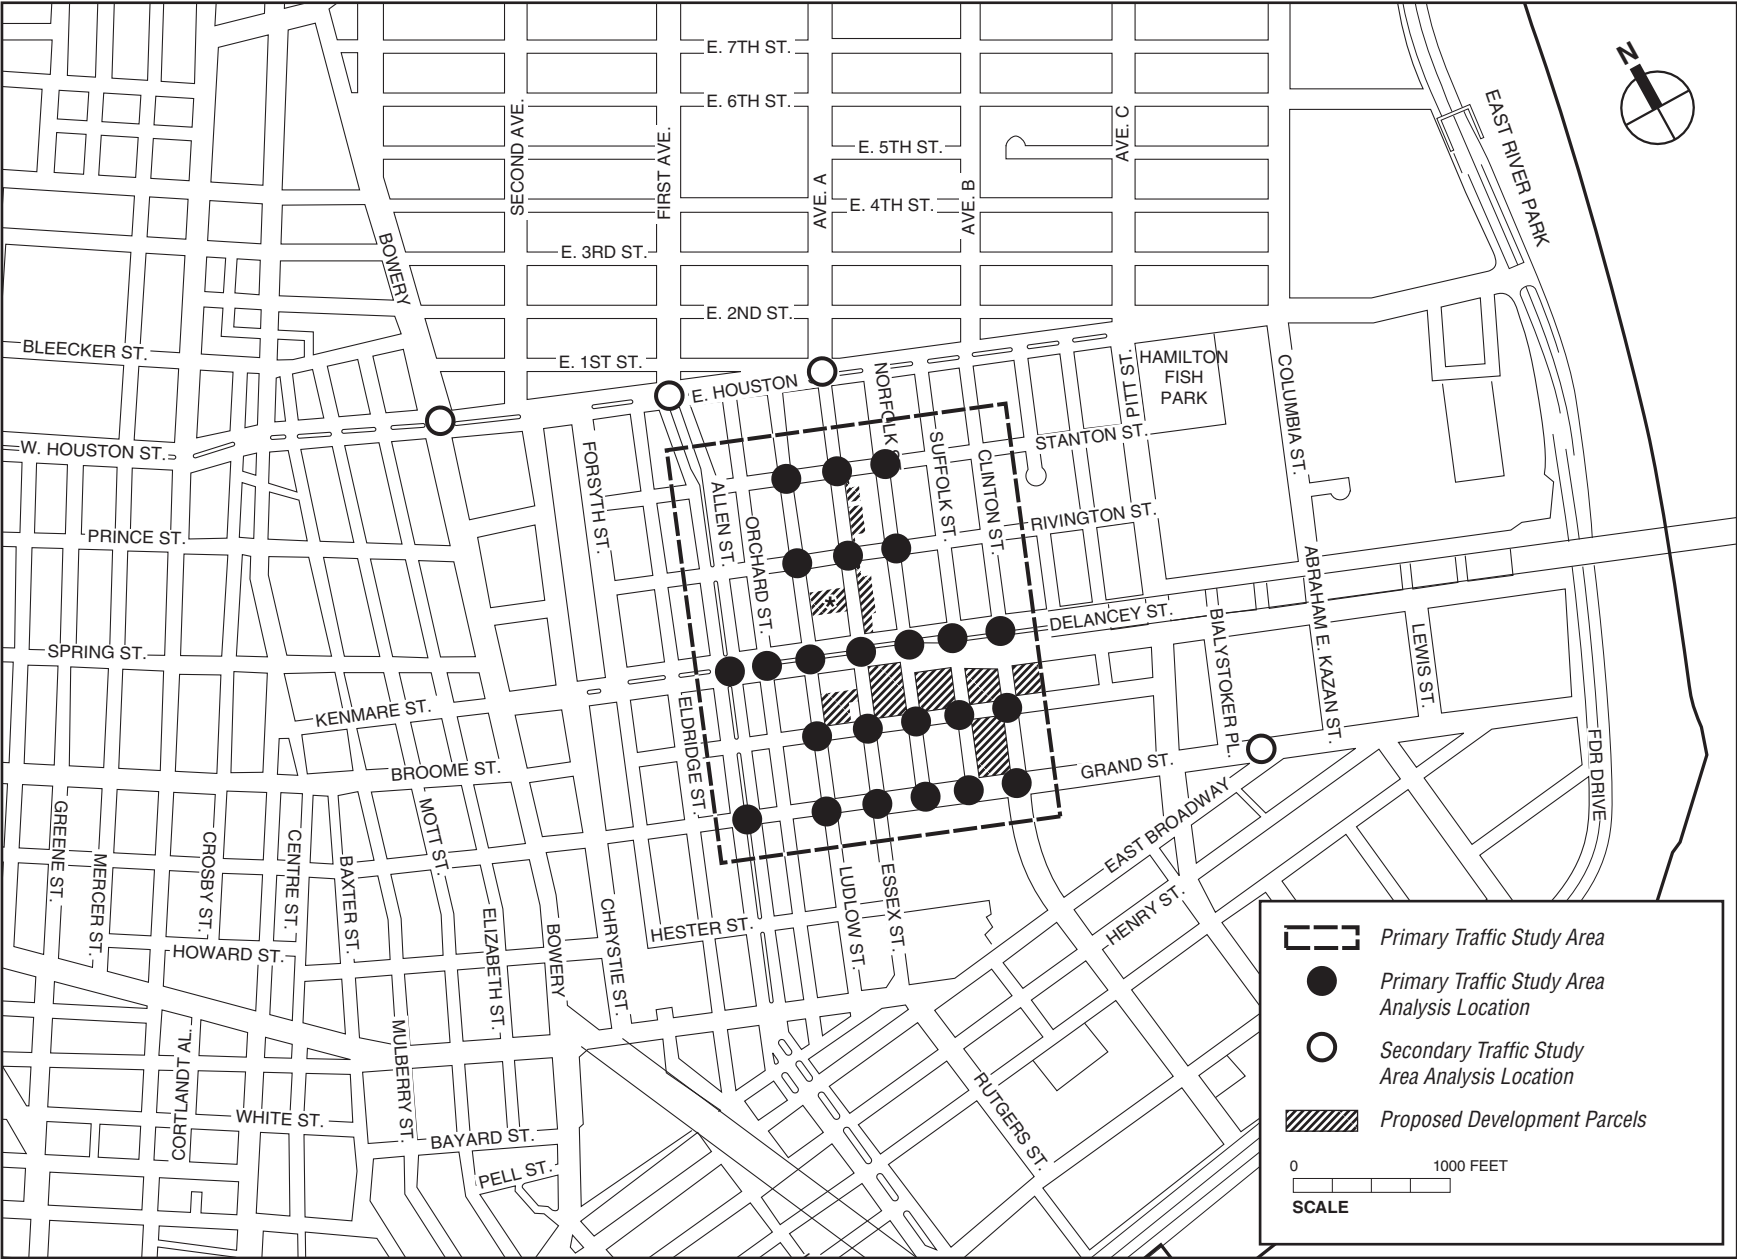 E. 7TH ST.
E. 6TH ST.
E. 5TH ST.
E. 4TH ST.
E. 3RD ST.
E. 2ND ST.
E. 1ST ST.
SECOND AVE.
FIRST AVE.
AVE. A
AVE. B
AVE. C
N
EAST RIVER PARK
BOWERY
BLEECKER ST.
W. HOUSTON ST.
E. HOUSTON
NORFOLK S
PITT ST.
HAMILTON
FISH
PARK
COLUMBIA ST.
STANTON ST.
SUFFOLK ST.
CLINTON ST.
FORSYTH ST.
ALLEN ST.
ORCHARD ST.
RIVINGTON ST.
PRINCE ST.
*
DELANCEY ST.
BIALYSTOKER PL.
ABRAHAM E. KAZAN ST.
LEWIS ST.
SPRING ST.
KENMARE ST.
ELDRIDGE ST.
BROOME ST.
GRAND ST.
FDR DRIVE
EAST BROADWAY
GREENE ST.
MERCER ST.
CROSBY ST.
CENTRE ST.
BAXTER ST.
MOTT ST.
ELIZABETH ST.
BOWERY
CHRYSTIE ST.
HESTER ST.
LUDLOW ST.
ESSEX ST.
HENRY ST.
HOWARD ST.
CORTLANDT AL.
MULBERRY ST.
WHITE ST.
BAYARD ST.
PELL ST.
RUTGERS ST.
Primary Traffic Study Area
Primary Traffic Study Area
Analysis Location
Secondary Traffic Study
Area Analysis Location
Proposed Development Parcels
0 1000 FEET
SCALE